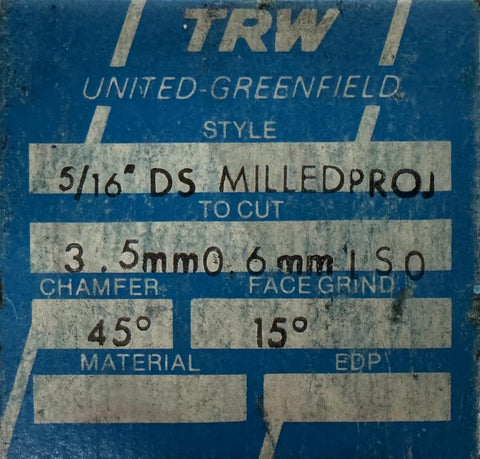 TRW
UNITED-GREENFIELD
STYLE
5/16" DS MILLEDPROJ
TO CUT
3.5mm0.6mm ISO
CHAMFER FACE GRIND
45° 15°
MATERIAL EDP